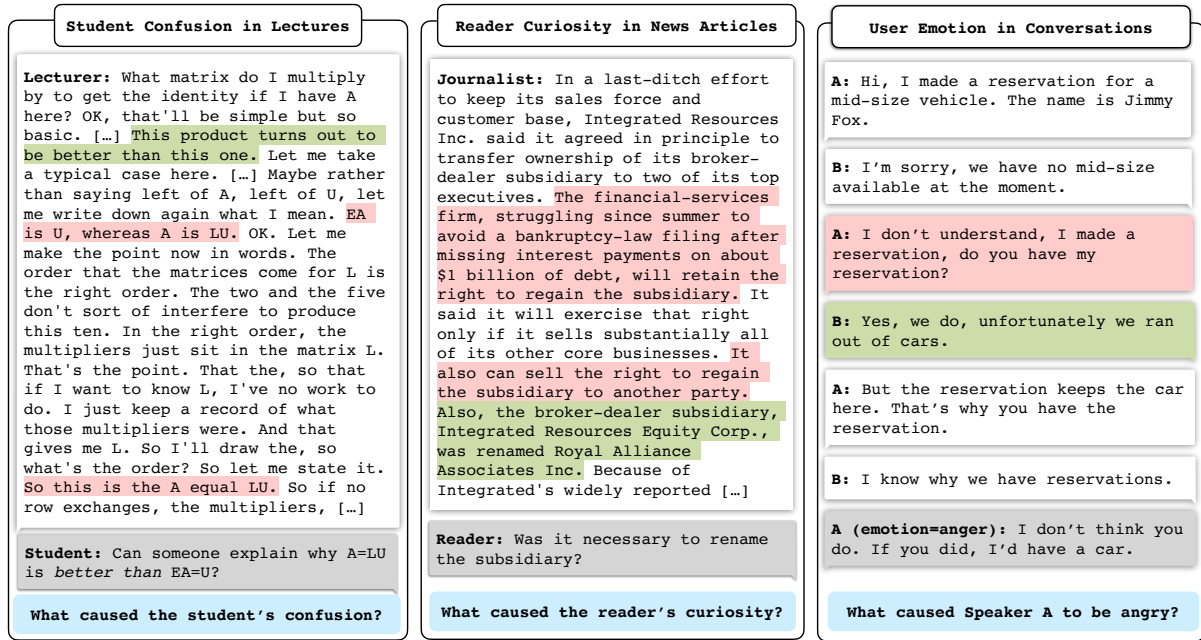 Student Confusion in Lectures
Lecturer: What matrix do I multiply
by to get the identity if I have A
here? OK, that'll be simple but so
basic. […] This product turns out to
be better than this one. Let me take
a typical case here. […] Maybe rather
than saying left of A, left of U, let
me write down again what I mean. EA
is U, whereas A is LU. OK. Let me
make the point now in words. The
order that the matrices come for L is
the right order. The two and the five
don't sort of interfere to produce
this ten. In the right order, the
multipliers just sit in the matrix L.
That's the point. That the, so that
if I want to know L, I've no work to
do. I just keep a record of what
those multipliers were. And that
gives me L. So I'll draw the, so
what's the order? So let me state it.
So this is the A equal LU. So if no
row exchanges, the multipliers, […]
Student: Can someone explain why A=LU
is better than EA=U?
What caused the student's confusion?
Reader Curiosity in News Articles
Journalist: In a last-ditch effort
to keep its sales force and
customer base, Integrated Resources
Inc. said it agreed in principle to
transfer ownership of its broker-
dealer subsidiary to two of its top
executives. The financial-services
firm, struggling since summer to
avoid a bankruptcy-law filing after
missing interest payments on about
$1 billion of debt, will retain the
right to regain the subsidiary. It
said it will exercise that right
only if it sells substantially all
of its other core businesses. It
also can sell the right to regain
the subsidiary to another party.
Also, the broker-dealer subsidiary,
Integrated Resources Equity Corp.,
was renamed Royal Alliance
Associates Inc. Because of
Integrated's widely reported […]
Reader: Was it necessary to rename
the subsidiary?
What caused the reader's curiosity?
User Emotion in Conversations
A: Hi, I made a reservation for a
mid-size vehicle. The name is Jimmy
Fox.
B: I'm sorry, we have no mid-size
available at the moment.
A: I don't understand, I made a
reservation, do you have my
reservation?
B: Yes, we do, unfortunately we ran
out of cars.
A: But the reservation keeps the car
here. That's why you have the
reservation.
B: I know why we have reservations.
A (emotion=anger): I don't think you
do. If you did, I'd have a car.
What caused Speaker A to be angry?